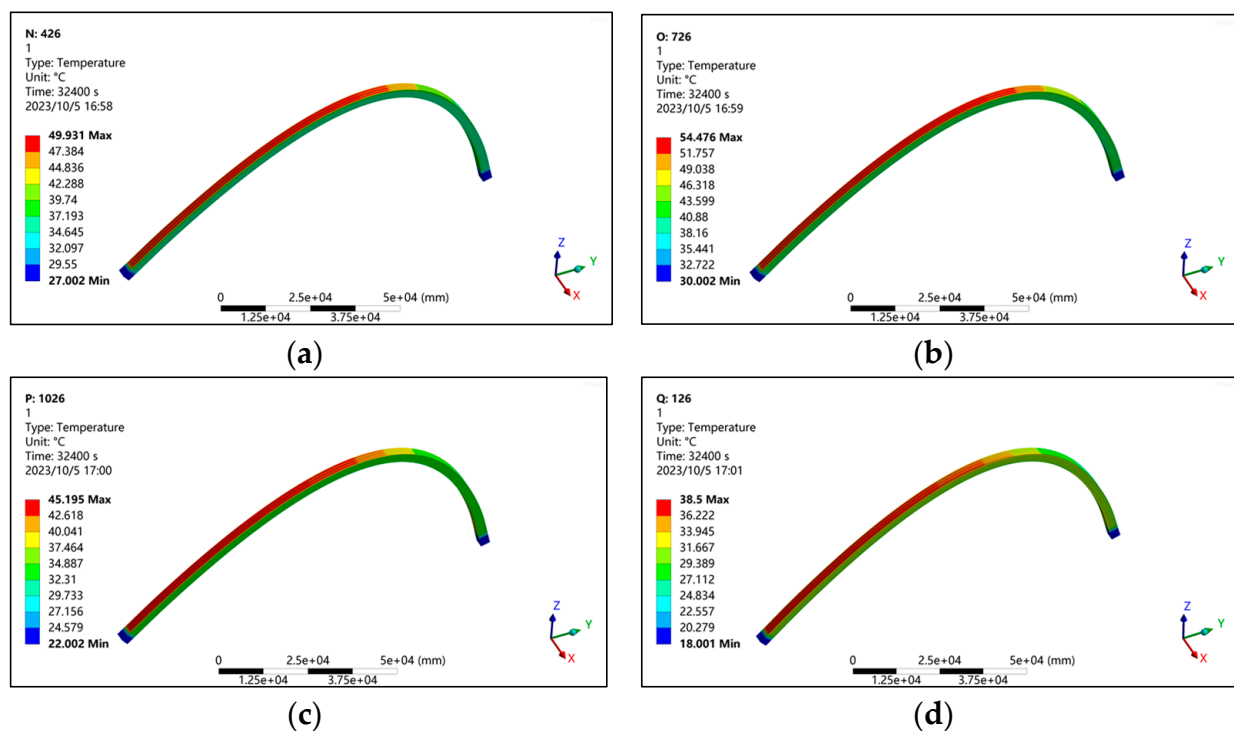 N: 426
1
Type: Temperature
Unit: °C
Time: 32400 s
2023/10/5 16:58
49.931 Max
47.384
44.836
42.288
39.74
37.193
34.645
32.097
29.55
27.002 Min
Z
Y
X
0 2.5e+04 5e+04 (mm)
1.25e+04 3.75e+04
(a)
O: 726
1
Type: Temperature
Unit: °C
Time: 32400 s
2023/10/5 16:59
54.476 Max
51.757
49.038
46.318
43.599
40.88
38.16
35.441
32.722
30.002 Min
Z
Y
X
0 2.5e+04 5e+04 (mm)
1.25e+04 3.75e+04
(b)
P: 1026
1
Type: Temperature
Unit: °C
Time: 32400 s
2023/10/5 17:00
45.195 Max
42.618
40.041
37.464
34.887
32.31
29.733
27.156
24.579
22.002 Min
Z
Y
X
0 2.5e+04 5e+04 (mm)
1.25e+04 3.75e+04
(c)
Q: 126
1
Type: Temperature
Unit: °C
Time: 32400 s
2023/10/5 17:01
38.5 Max
36.222
33.945
31.667
29.389
27.112
24.834
22.557
20.279
18.001 Min
Z
Y
X
0 2.5e+04 5e+04 (mm)
1.25e+04 3.75e+04
(d)